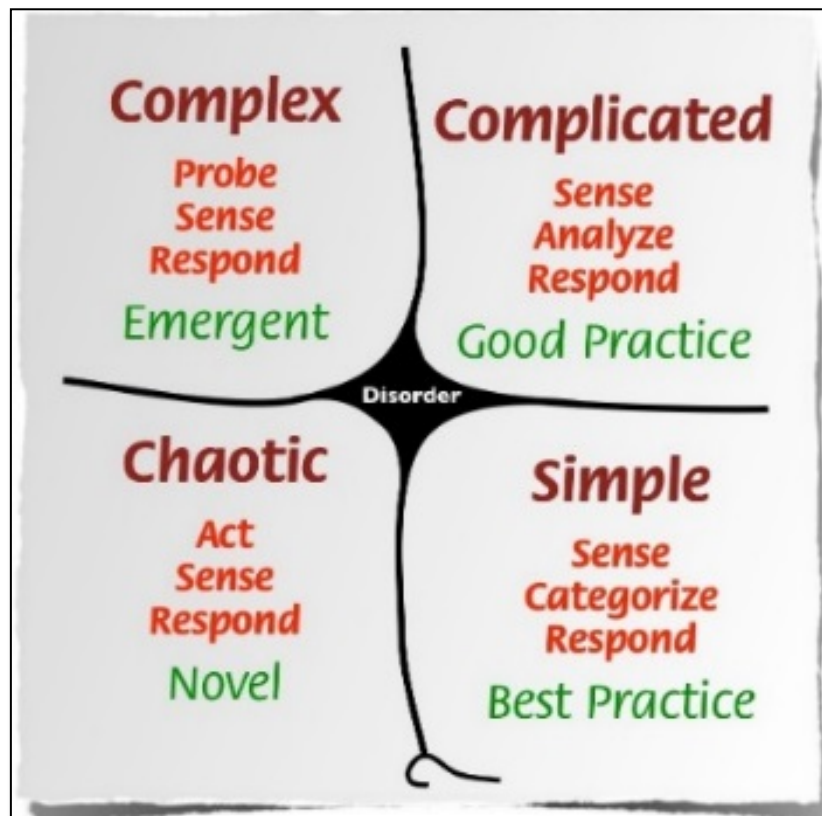 Complex
Probe
Sense
Respond
Emergent
Complicated
Sense
Analyze
Respond
Good Practice
Disorder
Chaotic
Act
Sense
Respond
Novel
Simple
Sense
Categorize
Respond
Best Practice